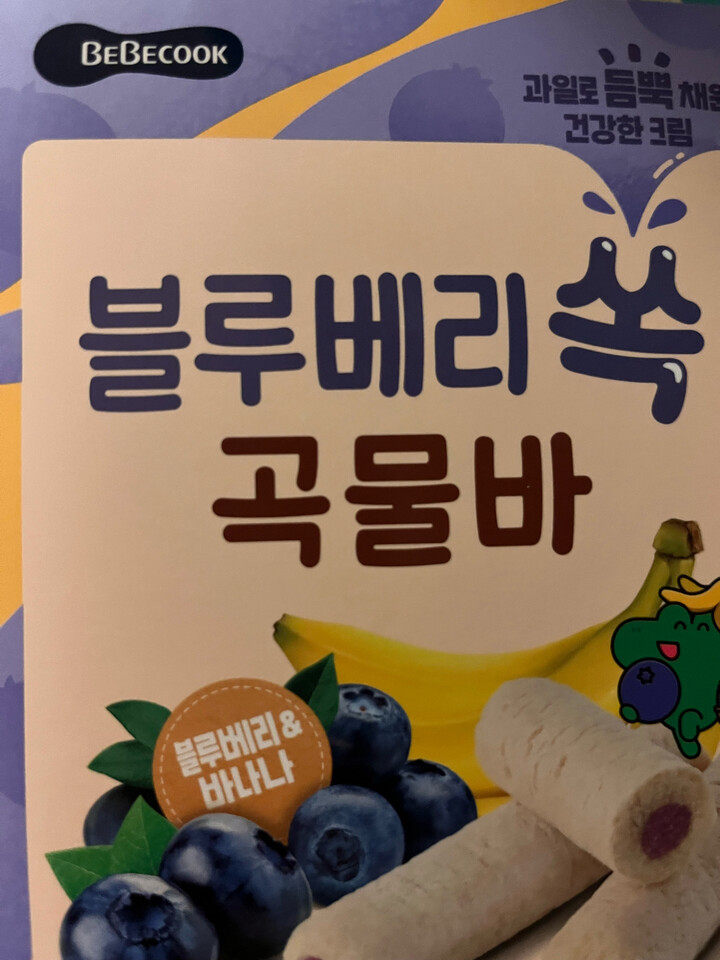 BEBECOOK
과일로 듬뿍 채운
건강한 크림
블루베리 쏙
곡물바
블루베리 &
바나나